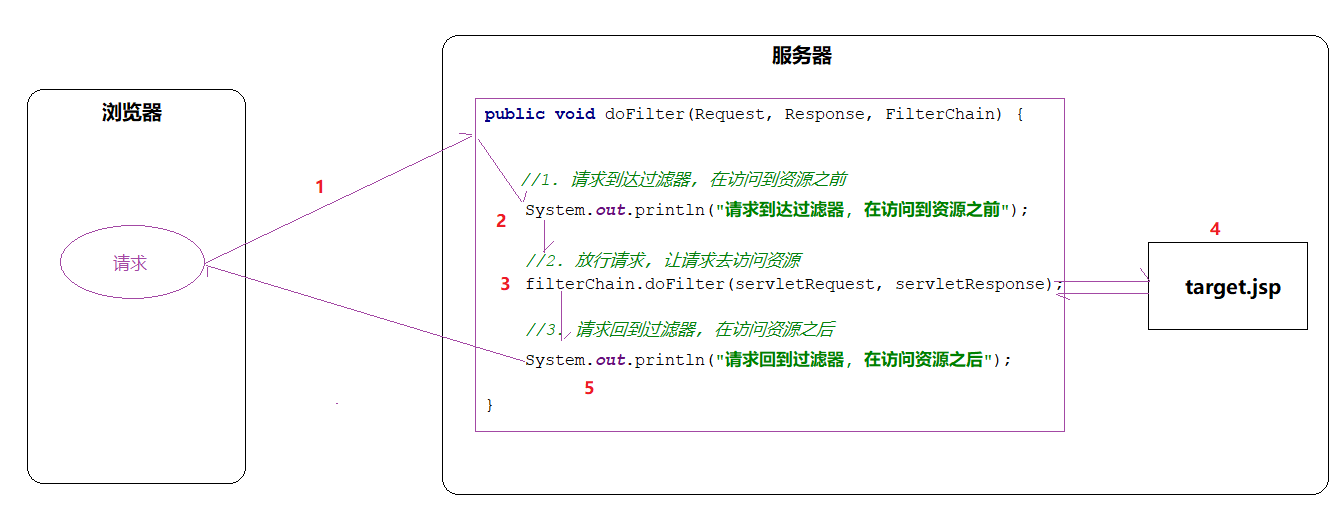 服务器
浏览器
public void doFilter(Request, Response, FilterChain) {
//1. 请求到达过滤器, 在访问到资源之前
1
System.out.println("请求到达过滤器, 在访问到资源之前");
2
4
请求
//2. 放行请求, 让请求去访问资源
3
filterChain.doFilter(servletRequest, servletResponse);
target.jsp
//3. 请求回到过滤器, 在访问资源之后
System.out.println("请求回到过滤器, 在访问资源之后");
5
}